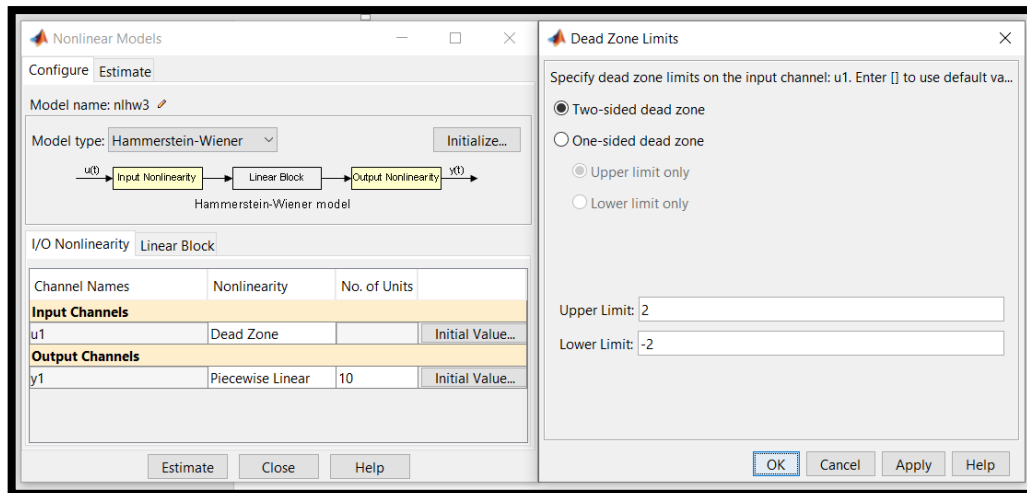 Nonlinear Models
Configure Estimate
Model name: nlhw3
Model type: Hammerstein-Wiener Initialize...
u(t) Input Nonlinearity Linear Block Output Nonlinearity y(t)
Hammerstein-Wiener model
I/O Nonlinearity Linear Block
Channel Names Nonlinearity No. of Units
Input Channels
u1 Dead Zone Initial Value...
Output Channels
y1 Piecewise Linear 10 Initial Value...
Estimate Close Help
Dead Zone Limits
Specify dead zone limits on the input channel: u1. Enter [] to use default va...
Two-sided dead zone
One-sided dead zone
Upper limit only
Lower limit only
Upper Limit: 2
Lower Limit: -2
OK Cancel Apply Help